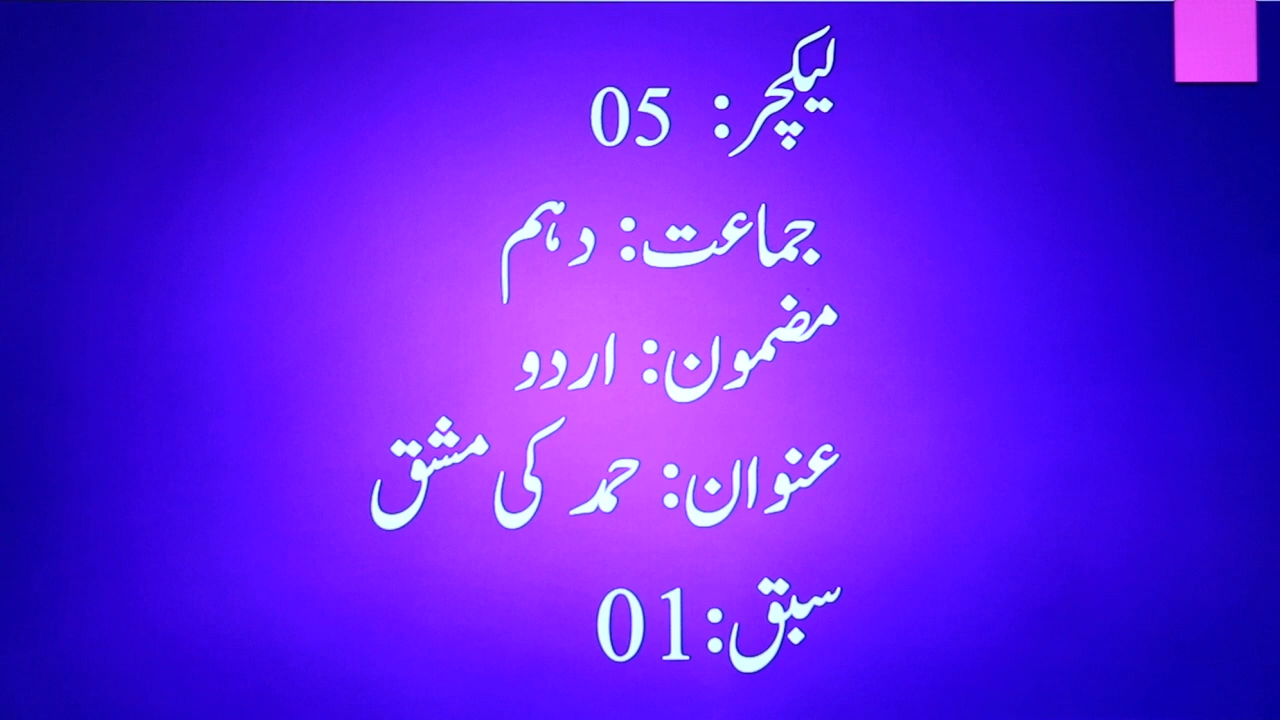 لیکچر: 05
جماعت: دہم
مضمون: اردو
عنوان: حمد کی مشق
سبق:01